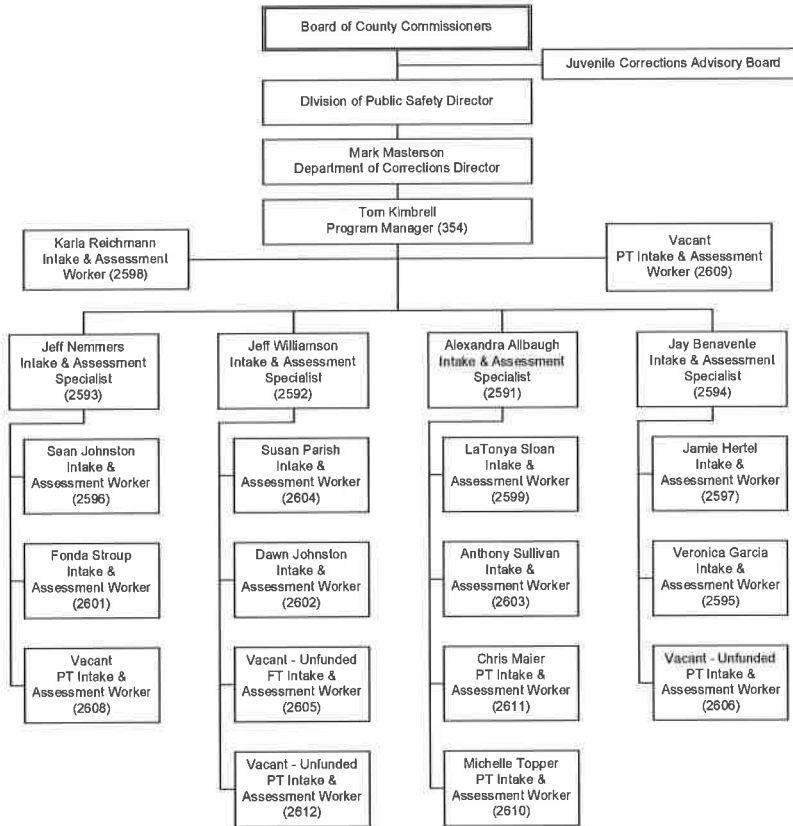 Board of County Commissioners
Juvenile Corrections Advisory Board
Division of Public Safety Director
Mark Masterson
Department of Corrections Director
Tom Kimbrell
Program Manager (354)
Karla Reichmann
Intake & Assessment
Worker (2598)
Vacant
PT Intake & Assessment
Worker (2609)
Jeff Nemmers
Intake & Assessment
Specialist
(2593)
Jeff Williamson
Intake & Assessment
Specialist
(2592)
Alexandra Allbaugh
Intake & Assessment
Specialist
(2591)
Jay Benavente
Intake & Assessment
Specialist
(2594)
Sean Johnston
Intake &
Assessment Worker
(2596)
Susan Parish
Intake &
Assessment Worker
(2604)
LaTonya Sloan
Intake &
Assessment Worker
(2599)
Jamie Hertel
Intake &
Assessment Worker
(2597)
Fonda Stroup
Intake &
Assessment Worker
(2601)
Dawn Johnston
Intake &
Assessment Worker
(2602)
Anthony Sullivan
Intake &
Assessment Worker
(2603)
Veronica Garcia
Intake &
Assessment Worker
(2595)
Vacant
PT Intake &
Assessment Worker
(2608)
Vacant - Unfunded
FT Intake &
Assessment Worker
(2605)
Chris Maier
PT Intake &
Assessment Worker
(2611)
Vacant - Unfunded
PT Intake &
Assessment Worker
(2606)
Vacant - Unfunded
PT Intake &
Assessment Worker
(2612)
Michelle Topper
PT Intake &
Assessment Worker
(2610)